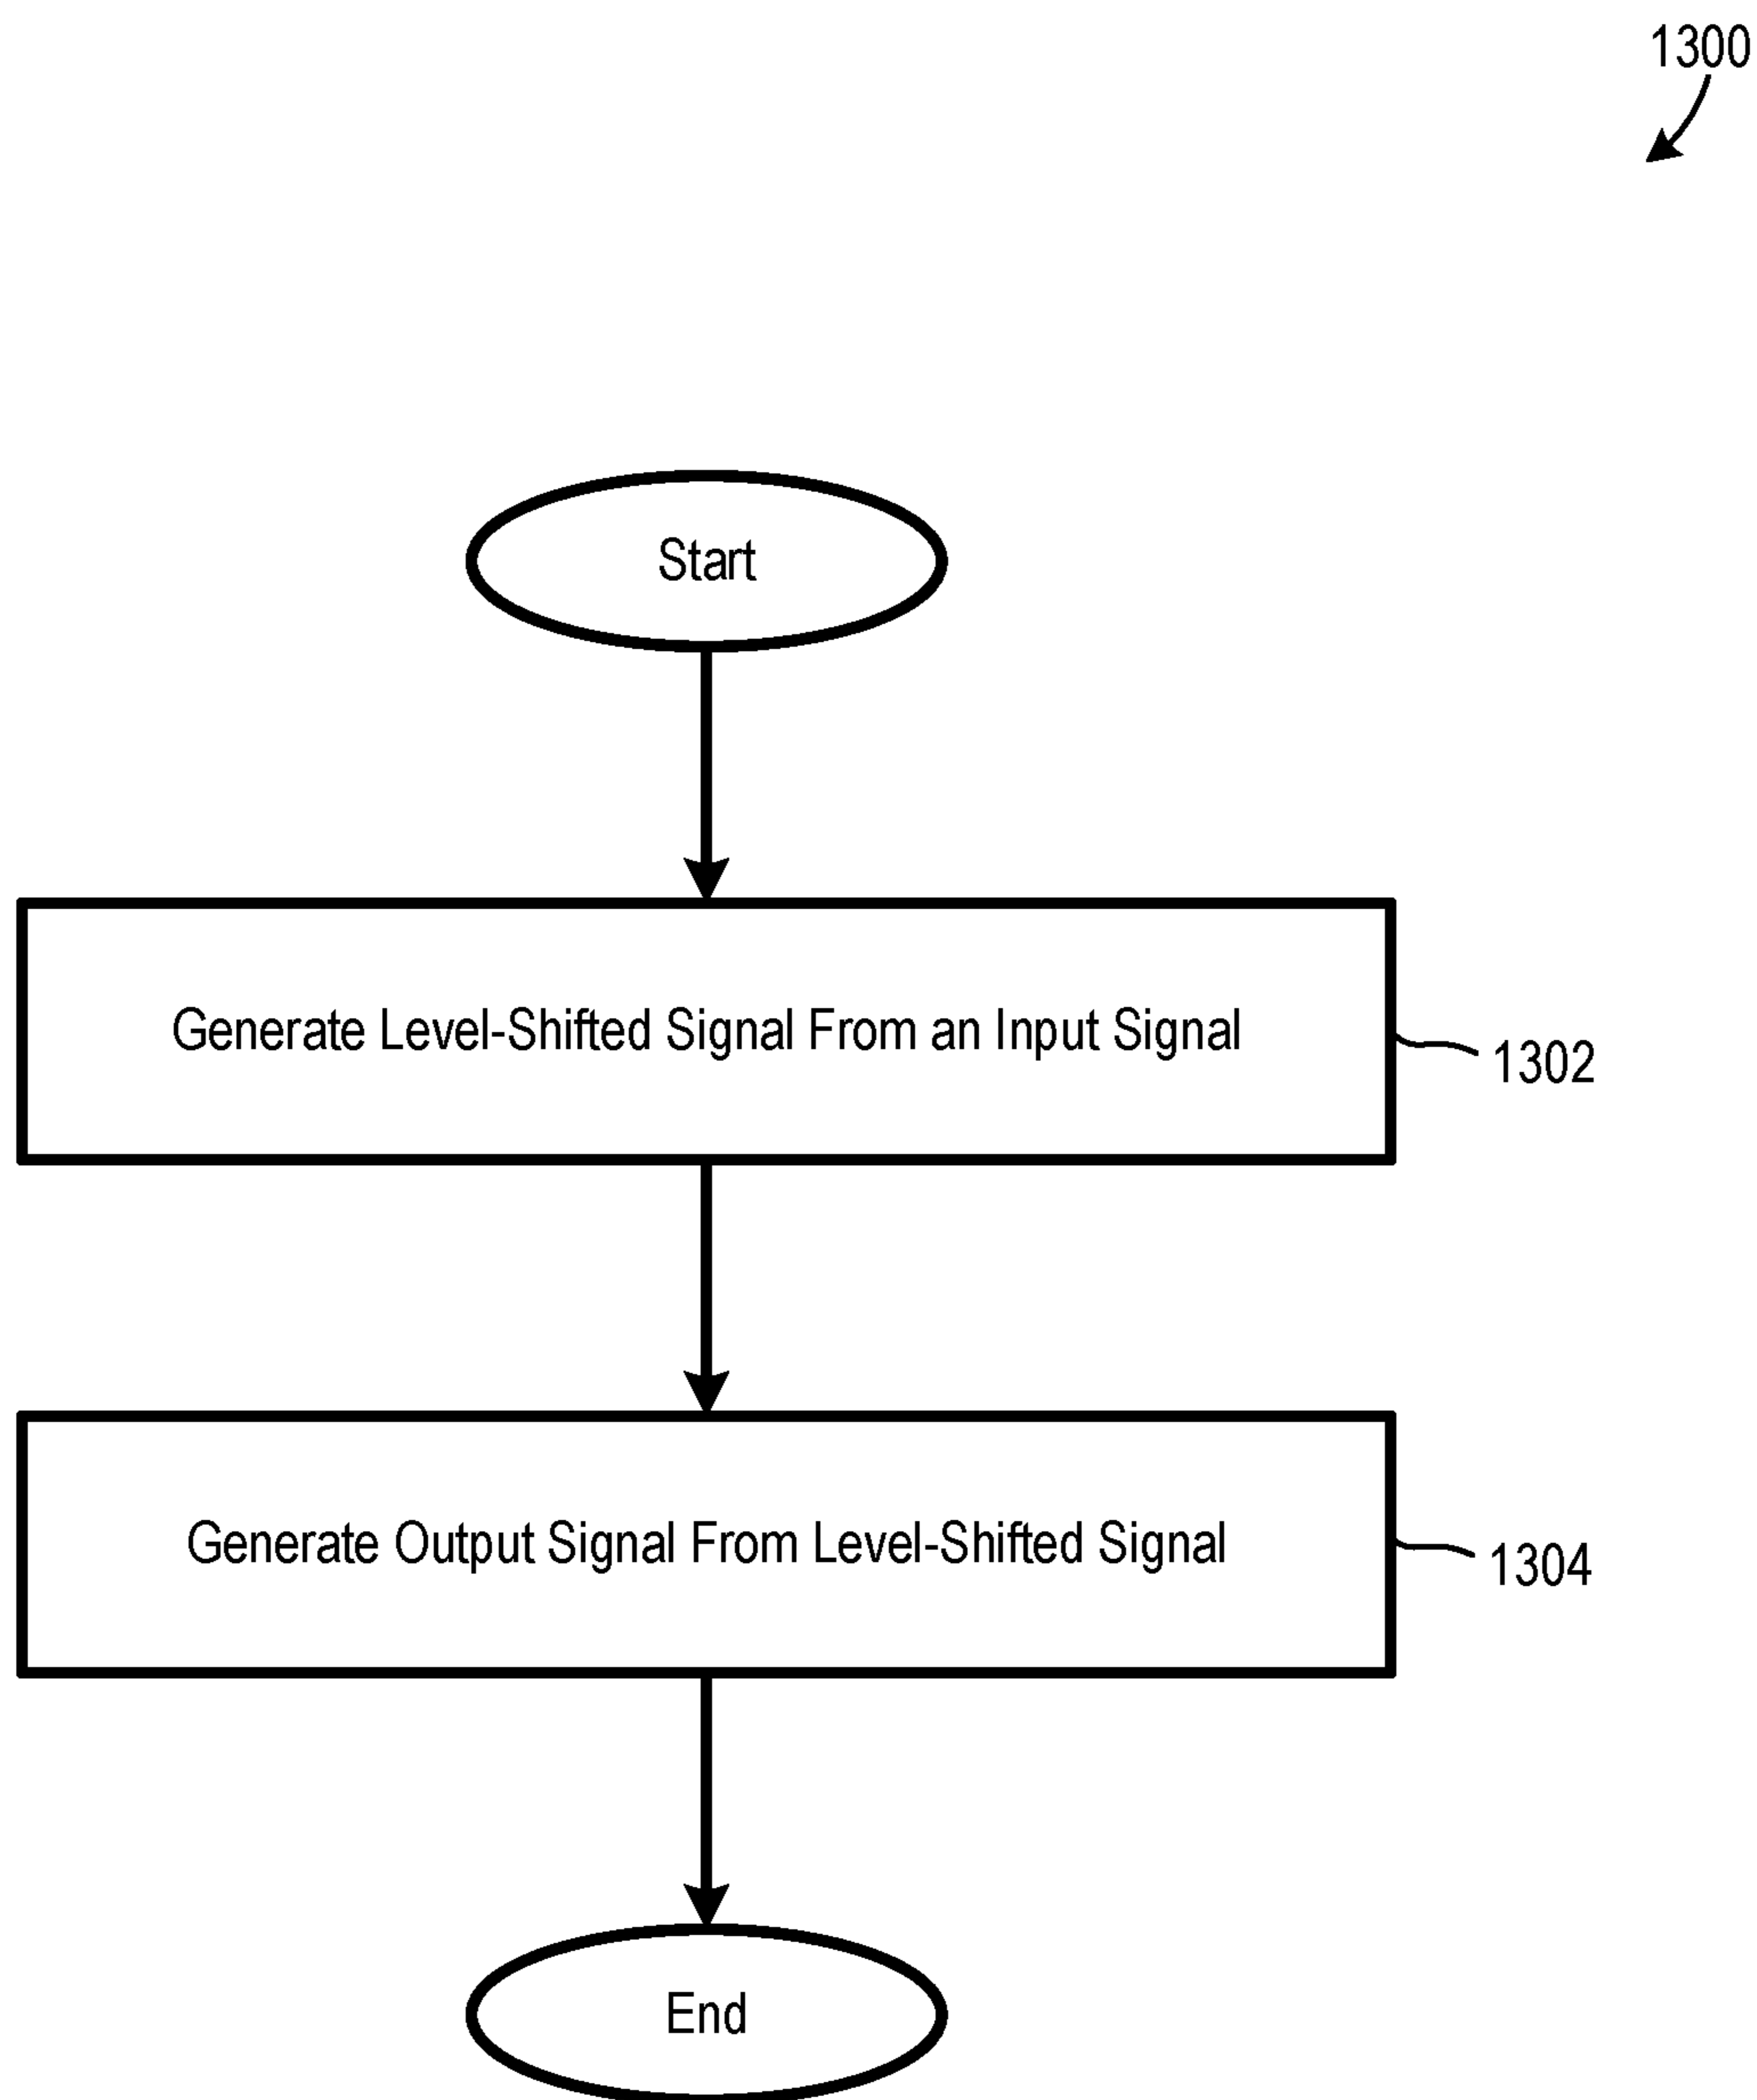 1300
Start
Generate Level-Shifted Signal From an Input Signal
1302
Generate Output Signal From Level-Shifted Signal
1304
End